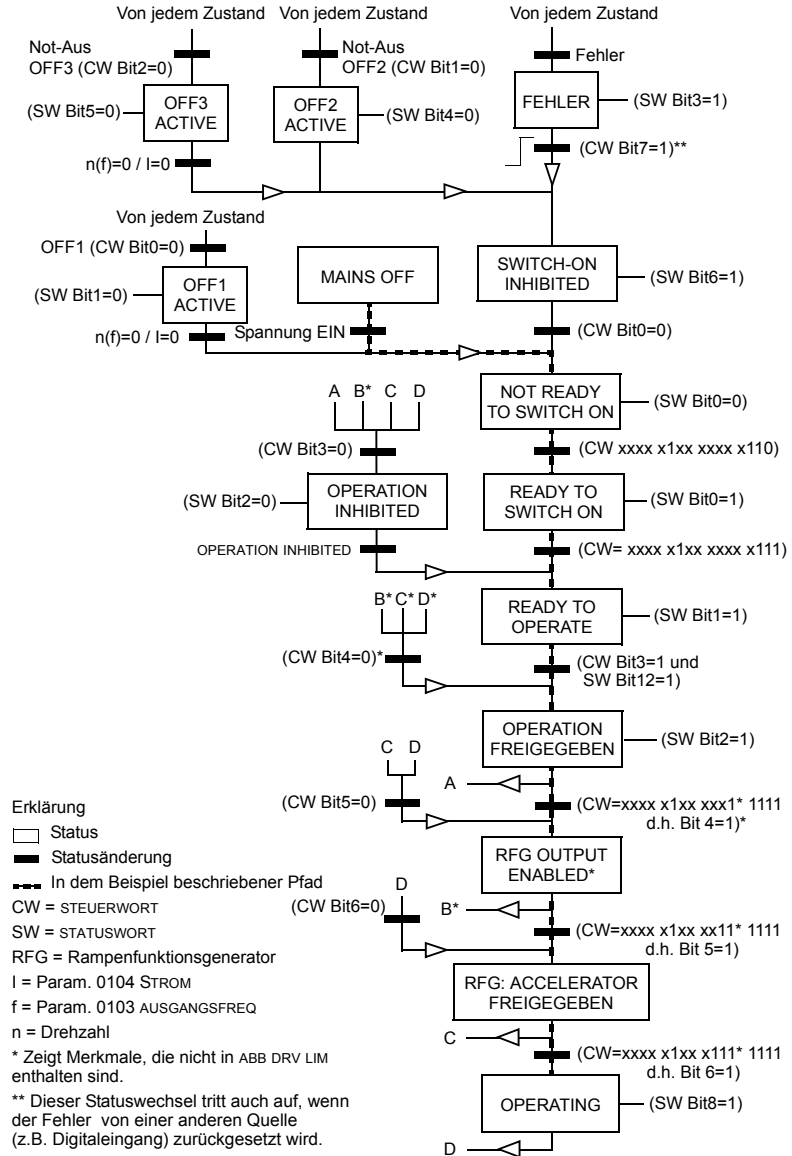 Von jedem Zustand
Von jedem Zustand
Von jedem Zustand
Not-Aus
OFF3 (CW Bit2=0)
Not-Aus
OFF2 (CW Bit1=0)
Fehler
(SW Bit5=0)
OFF3
ACTIVE
OFF2
ACTIVE
(SW Bit4=0)
FEHLER
(SW Bit3=1)
n(f)=0 / I=0
(CW Bit7=1)**
Von jedem Zustand
OFF1 (CW Bit0=0)
(SW Bit1=0)
OFF1
ACTIVE
MAINS OFF
SWITCH-ON
INHIBITED
(SW Bit6=1)
n(f)=0 / I=0
Spannung EIN
(CW Bit0=0)
A B* C D
NOT READY
TO SWITCH ON
(SW Bit0=0)
(CW Bit3=0)
(CW xxxx x1xx xxxx x110)
(SW Bit2=0)
OPERATION
INHIBITED
READY TO
SWITCH ON
(SW Bit0=1)
OPERATION INHIBITED
(CW= xxxx x1xx xxxx x111)
B* C* D*
READY TO
OPERATE
(SW Bit1=1)
(CW Bit4=0)*
(CW Bit3=1 und
SW Bit12=1)
OPERATION
FREIGEGEBEN
(SW Bit2=1)
C D
A
(CW Bit5=0)
(CW=xxxx x1xx xxx1* 1111
d.h. Bit 4=1)*
RFG OUTPUT
ENABLED*
D
(CW Bit6=0)
B*
(CW=xxxx x1xx xx11* 1111
d.h. Bit 5=1)
RFG: ACCELERATOR
FREIGEGEBEN
C
(CW=xxxx x1xx x111* 1111
d.h. Bit 6=1)
OPERATING
(SW Bit8=1)
D
Erklärung
Status
Statusänderung
In dem Beispiel beschriebener Pfad
CW = STEUERWORT
SW = STATUSWORT
RFG = Rampenfunktionsgenerator
I = Param. 0104 STROM
f = Param. 0103 AUSGANGSFREQ
n = Drehzahl
* Zeigt Merkmale, die nicht in ABB DRV LIM
enthalten sind.
** Dieser Statuswechsel tritt auch auf, wenn
der Fehler von einer anderen Quelle
(z.B. Digitaleingang) zurückgesetzt wird.